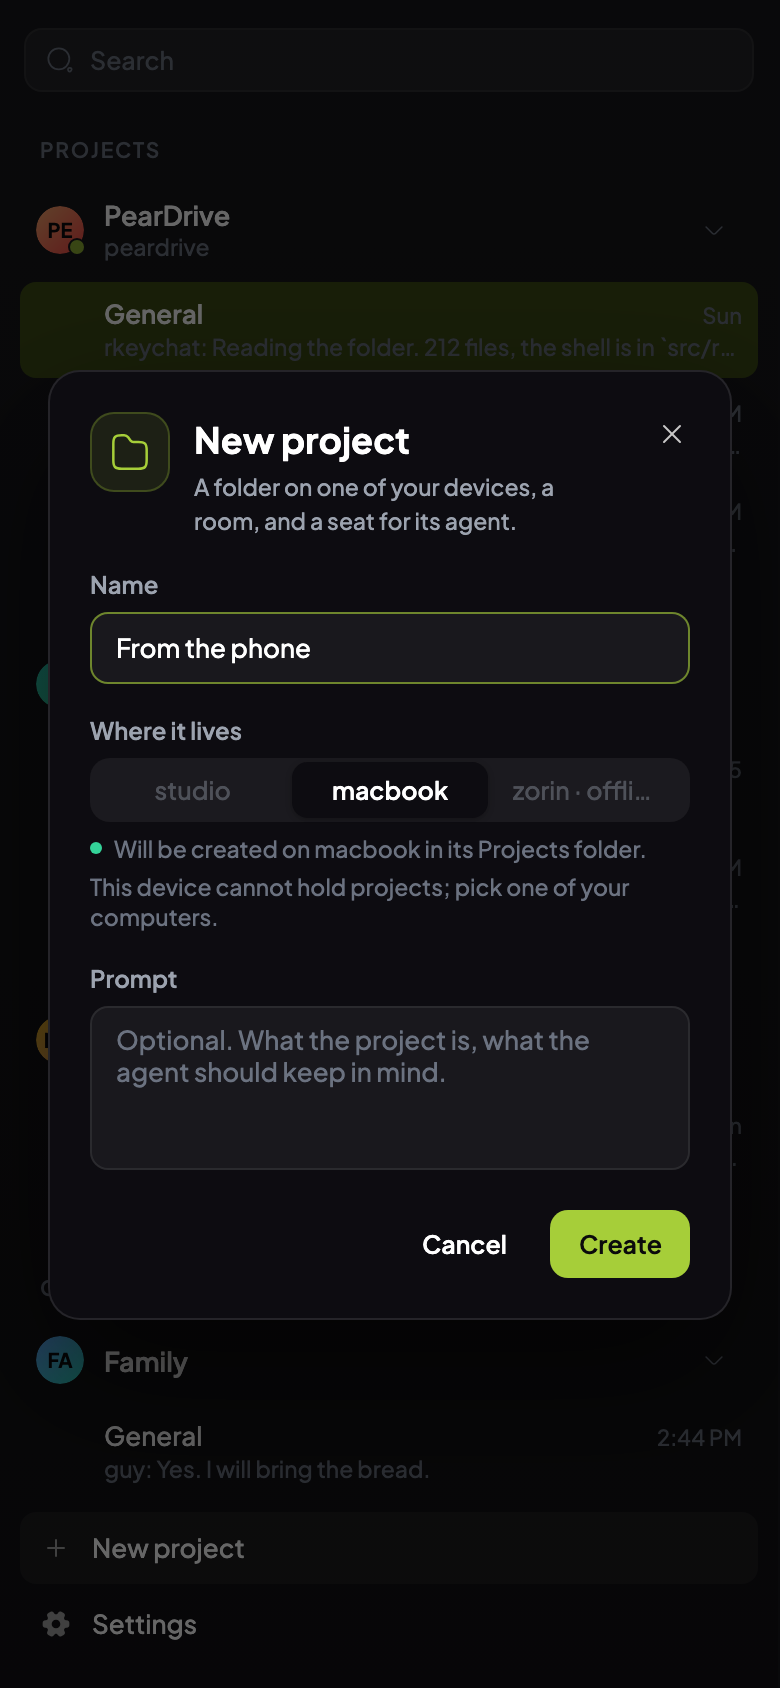 Search
PROJECTS
PE
PearDrive
peardrive
General
Sun
rkeychat: Reading the folder. 212 files, the shell is in `src/r...
New project
A folder on one of your devices, a
room, and a seat for its agent.
Name
From the phone
Where it lives
studio
macbook
zorin · offli...
Will be created on macbook in its Projects folder.
This device cannot hold projects; pick one of your
computers.
Prompt
Optional. What the project is, what the
agent should keep in mind.
Cancel
Create
FA
Family
General
2:44 PM
guy: Yes. I will bring the bread.
New project
Settings